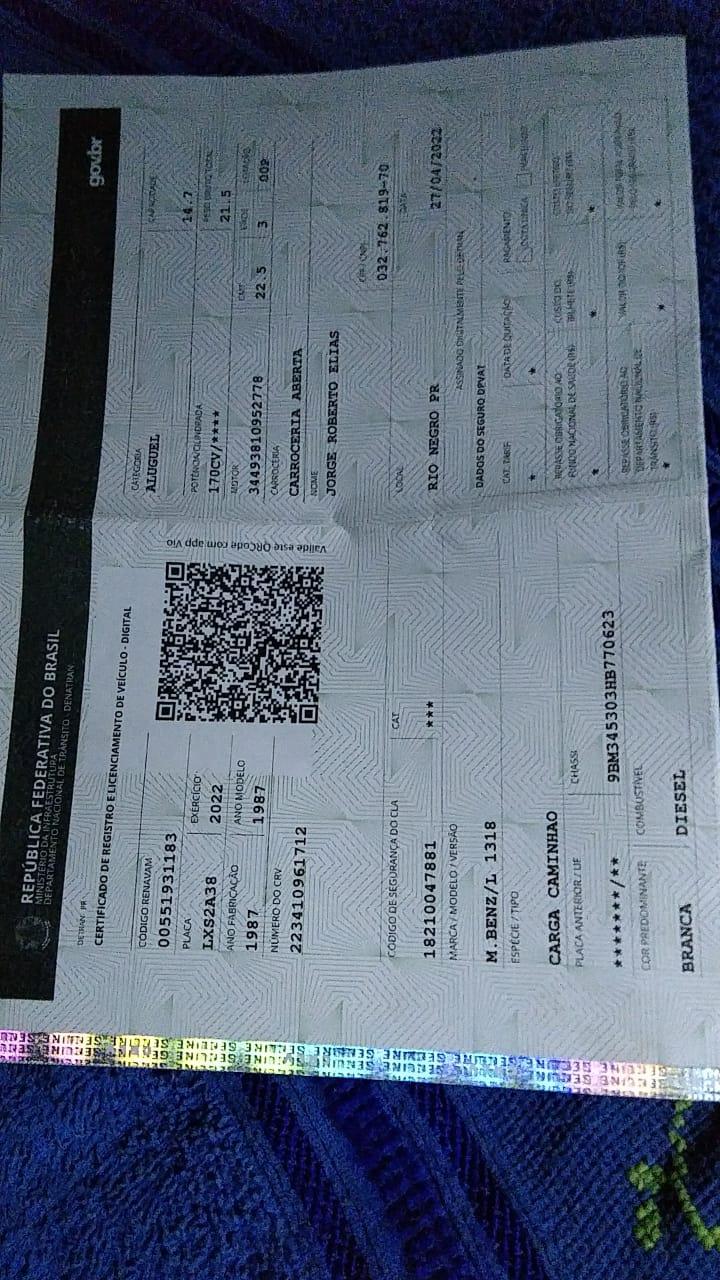 REPÚBLICA FEDERATIVA DO BRASIL
MINISTÉRIO DA INFRAESTRUTURA
DEPARTAMENTO NACIONAL DE TRÂNSITO - DENATRAN
gov.br
DETRAN - PR
CERTIFICADO DE REGISTRO E LICENCIAMENTO DE VEÍCULO - DIGITAL
CÓDIGO RENAVAM
00551931183
PLACA EXERCÍCIO
LXS2A38 2022
ANO FABRICAÇÃO ANO MODELO
1987 1987
NÚMERO DO CRV
223410961712
Valide este QRCode com app Vio
CÓDIGO DE SEGURANÇA DO CLA CAT
18210047881 ***
MARCA / MODELO / VERSÃO
M.BENZ/L 1318
ESPÉCIE / TIPO
CARGA CAMINHAO
PLACA ANTERIOR / UF CHASSI
*******/** 9BM345303HB770623
COR PREDOMINANTE COMBUSTÍVEL
BRANCA DIESEL
CATEGORIA CAPACIDADE
ALUGUEL 14.7
POTÊNCIA/CILINDRADA PESO BRUTO TOTAL
170CV/**** 21.5
MOTOR CMT EIXOS LOTAÇÃO
34493810952778 22.5 3 00P
CARROCERIA
CARROCERIA ABERTA
NOME
JORGE ROBERTO ELIAS
CPF / CNPJ
032.762.819-70
LOCAL DATA
RIO NEGRO PR 27/04/2022
ASSINADO DIGITALMENTE PELO DETRAN
DADOS DO SEGURO DPVAT
CAT. TARIF DATA DE QUITAÇÃO PAGAMENTO
* * COTA ÚNICA PARCELADO
REPASSE OBRIGATÓRIO AO
FUNDO NACIONAL DE SAÚDE (R$)
*
CUSTO DO
BILHETE (R$)
*
CUSTO EFETIVO
DO SEGURO (R$)
*
REPASSE OBRIGATÓRIO AO
DEPARTAMENTO NACIONAL DE
TRÂNSITO (R$)
*
VALOR DO IOF (R$)
*
*